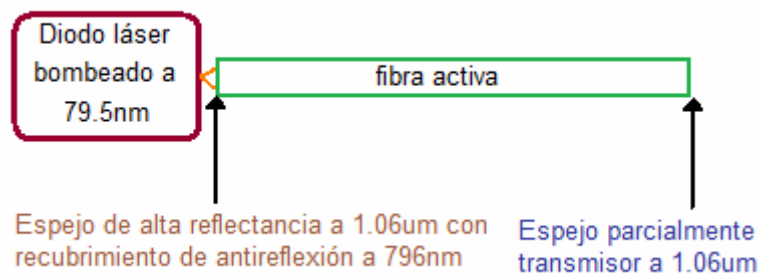 Diodo láser
bombeado a
79.5nm
fibra activa
Espejo de alta reflectancia a 1.06um con
recubrimiento de antireflexión a 796nm
Espejo parcialmente
transmisor a 1.06um